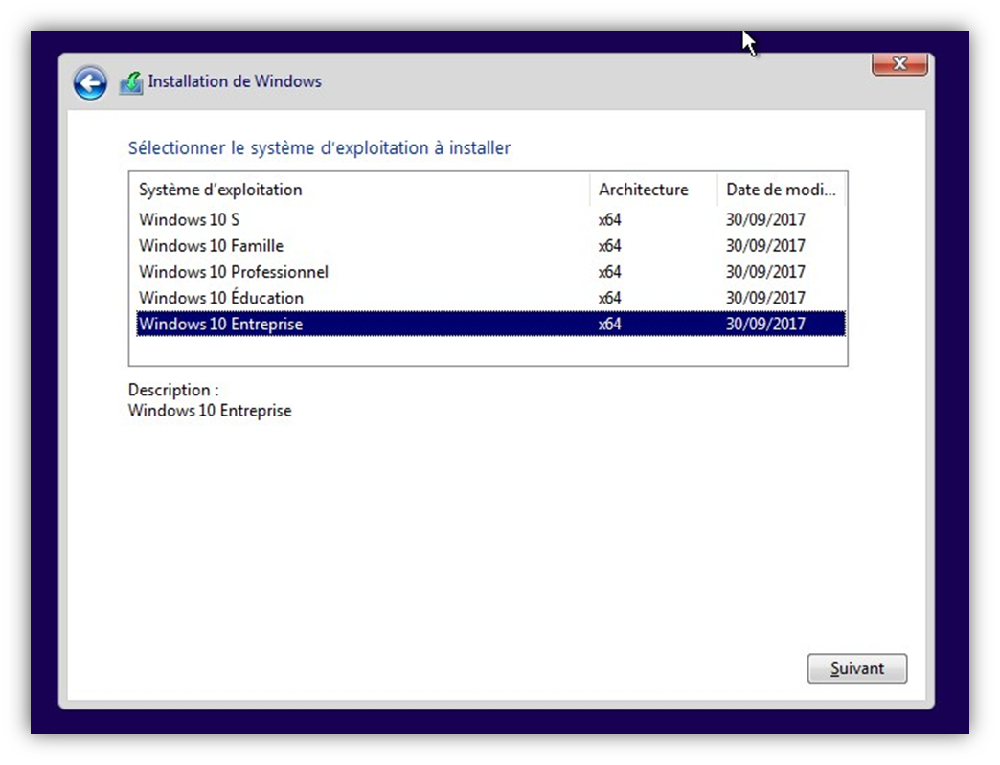 Installation de Windows
Sélectionner le système d'exploitation à installer
Système d'exploitation Architecture Date de modi...
Windows 10 S x64 30/09/2017
Windows 10 Famille x64 30/09/2017
Windows 10 Professionnel x64 30/09/2017
Windows 10 Éducation x64 30/09/2017
Windows 10 Entreprise x64 30/09/2017
Description :
Windows 10 Entreprise
Suivant